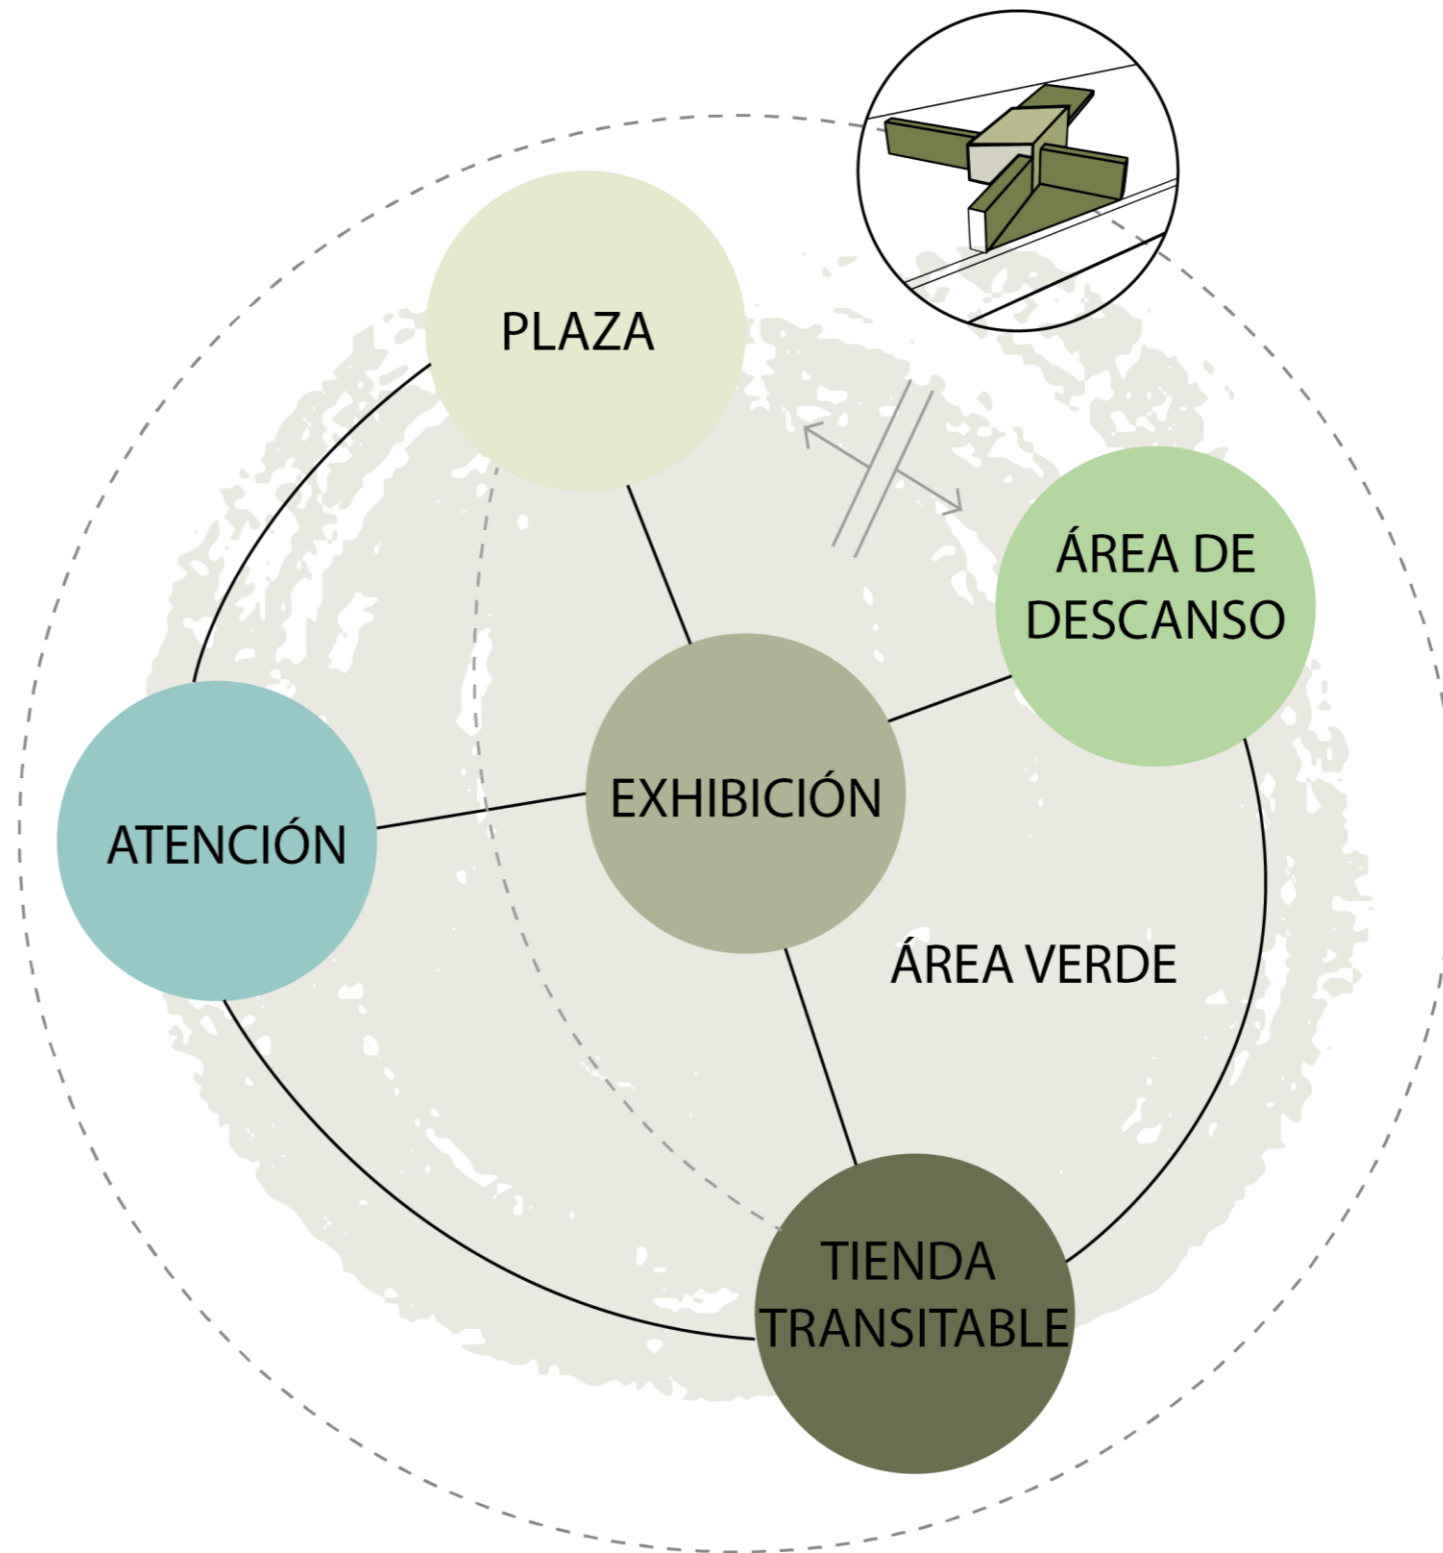 PLAZA
ÁREA DE
DESCANSO
EXHIBICIÓN
ATENCIÓN
ÁREA VERDE
TIENDA
TRANSITABLE